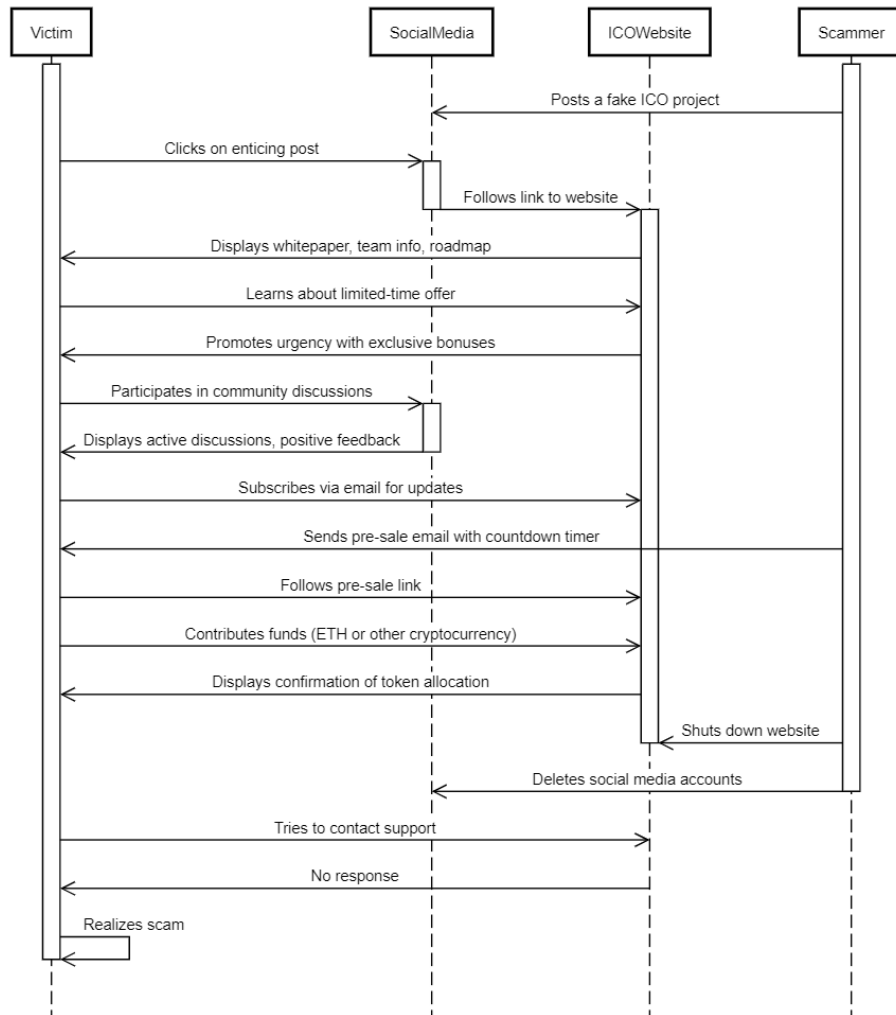 Victim
SocialMedia
ICOWebsite
Scammer
Posts a fake ICO project
Clicks on enticing post
Follows link to website
Displays whitepaper, team info, roadmap
Learns about limited-time offer
Promotes urgency with exclusive bonuses
Participates in community discussions
Displays active discussions, positive feedback
Subscribes via email for updates
Sends pre-sale email with countdown timer
Follows pre-sale link
Contributes funds (ETH or other cryptocurrency)
Displays confirmation of token allocation
Shuts down website
Deletes social media accounts
Tries to contact support
No response
Realizes scam